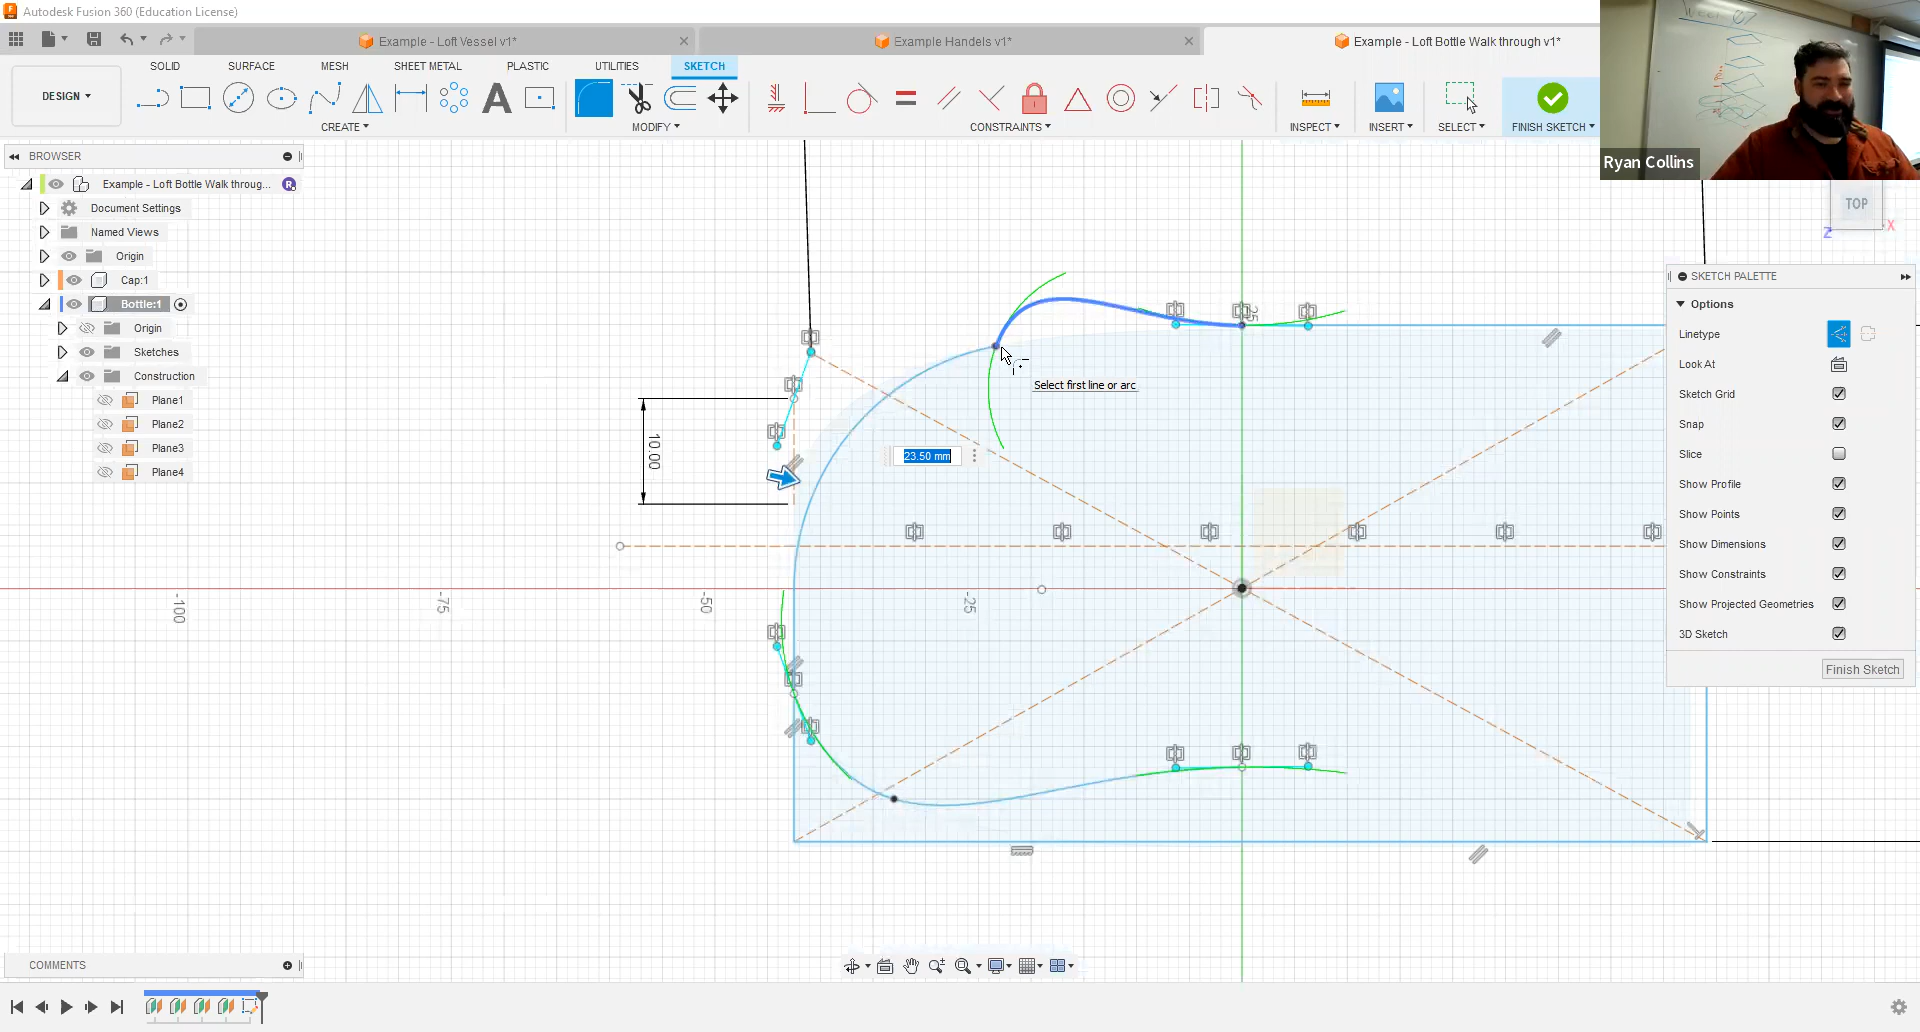 Autodesk Fusion 360 (Education License)
Example - Loft Vessel v1*
Example Handels v1*
Example - Loft Bottle Walk through v1*
WEEK 07
Ryan Collins
DESIGN
SOLID
SURFACE
MESH
SHEET METAL
PLASTIC
UTILITIES
SKETCH
CREATE
MODIFY
CONSTRAINTS
INSPECT
INSERT
SELECT
FINISH SKETCH
BROWSER
Example - Loft Bottle Walk throug...
R
Document Settings
Named Views
Origin
Cap:1
Bottle:1
Origin
Sketches
Construction
Plane1
Plane2
Plane3
Plane4
TOP
Z
X
25
10.00
Select first line or arc
23.50 mm
-100
-75
-50
-25
SKETCH PALETTE
Options
Linetype
Look At
Sketch Grid
Snap
Slice
Show Profile
Show Points
Show Dimensions
Show Constraints
Show Projected Geometries
3D Sketch
Finish Sketch
COMMENTS